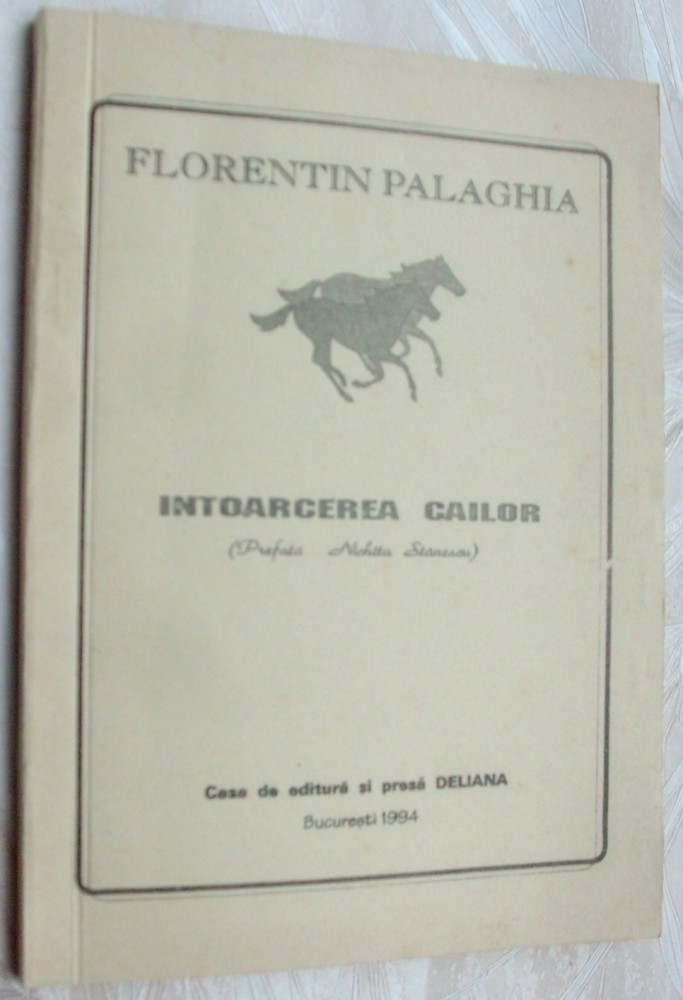 FLORENTIN PALAGHIA
INTOARCEREA CAILOR
(Prefata Nichita Stanescu)
Casa de editură și presă DELIANA
București 1994